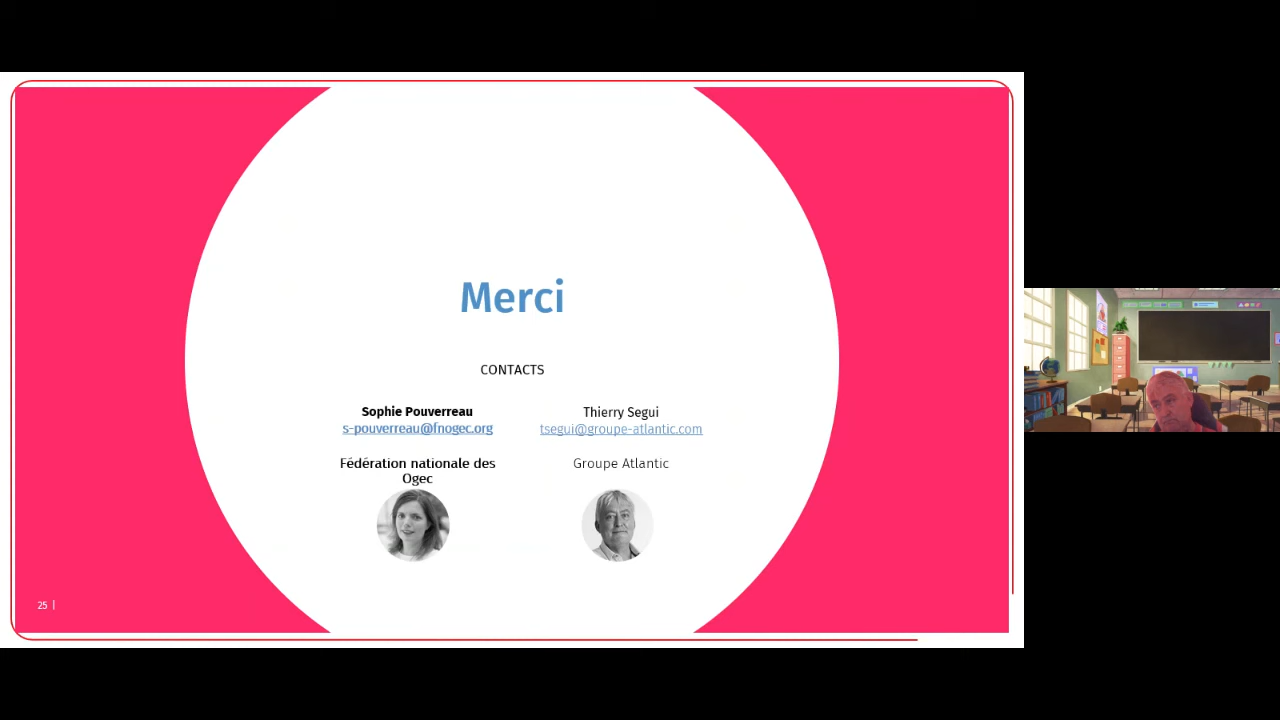 Merci
CONTACTS
Sophie Pouverreau
s-pouverreau@fnogec.org
Fédération nationale des
Ogec
Thierry Segui
tsegui@groupe-atlantic.com
Groupe Atlantic
25 |